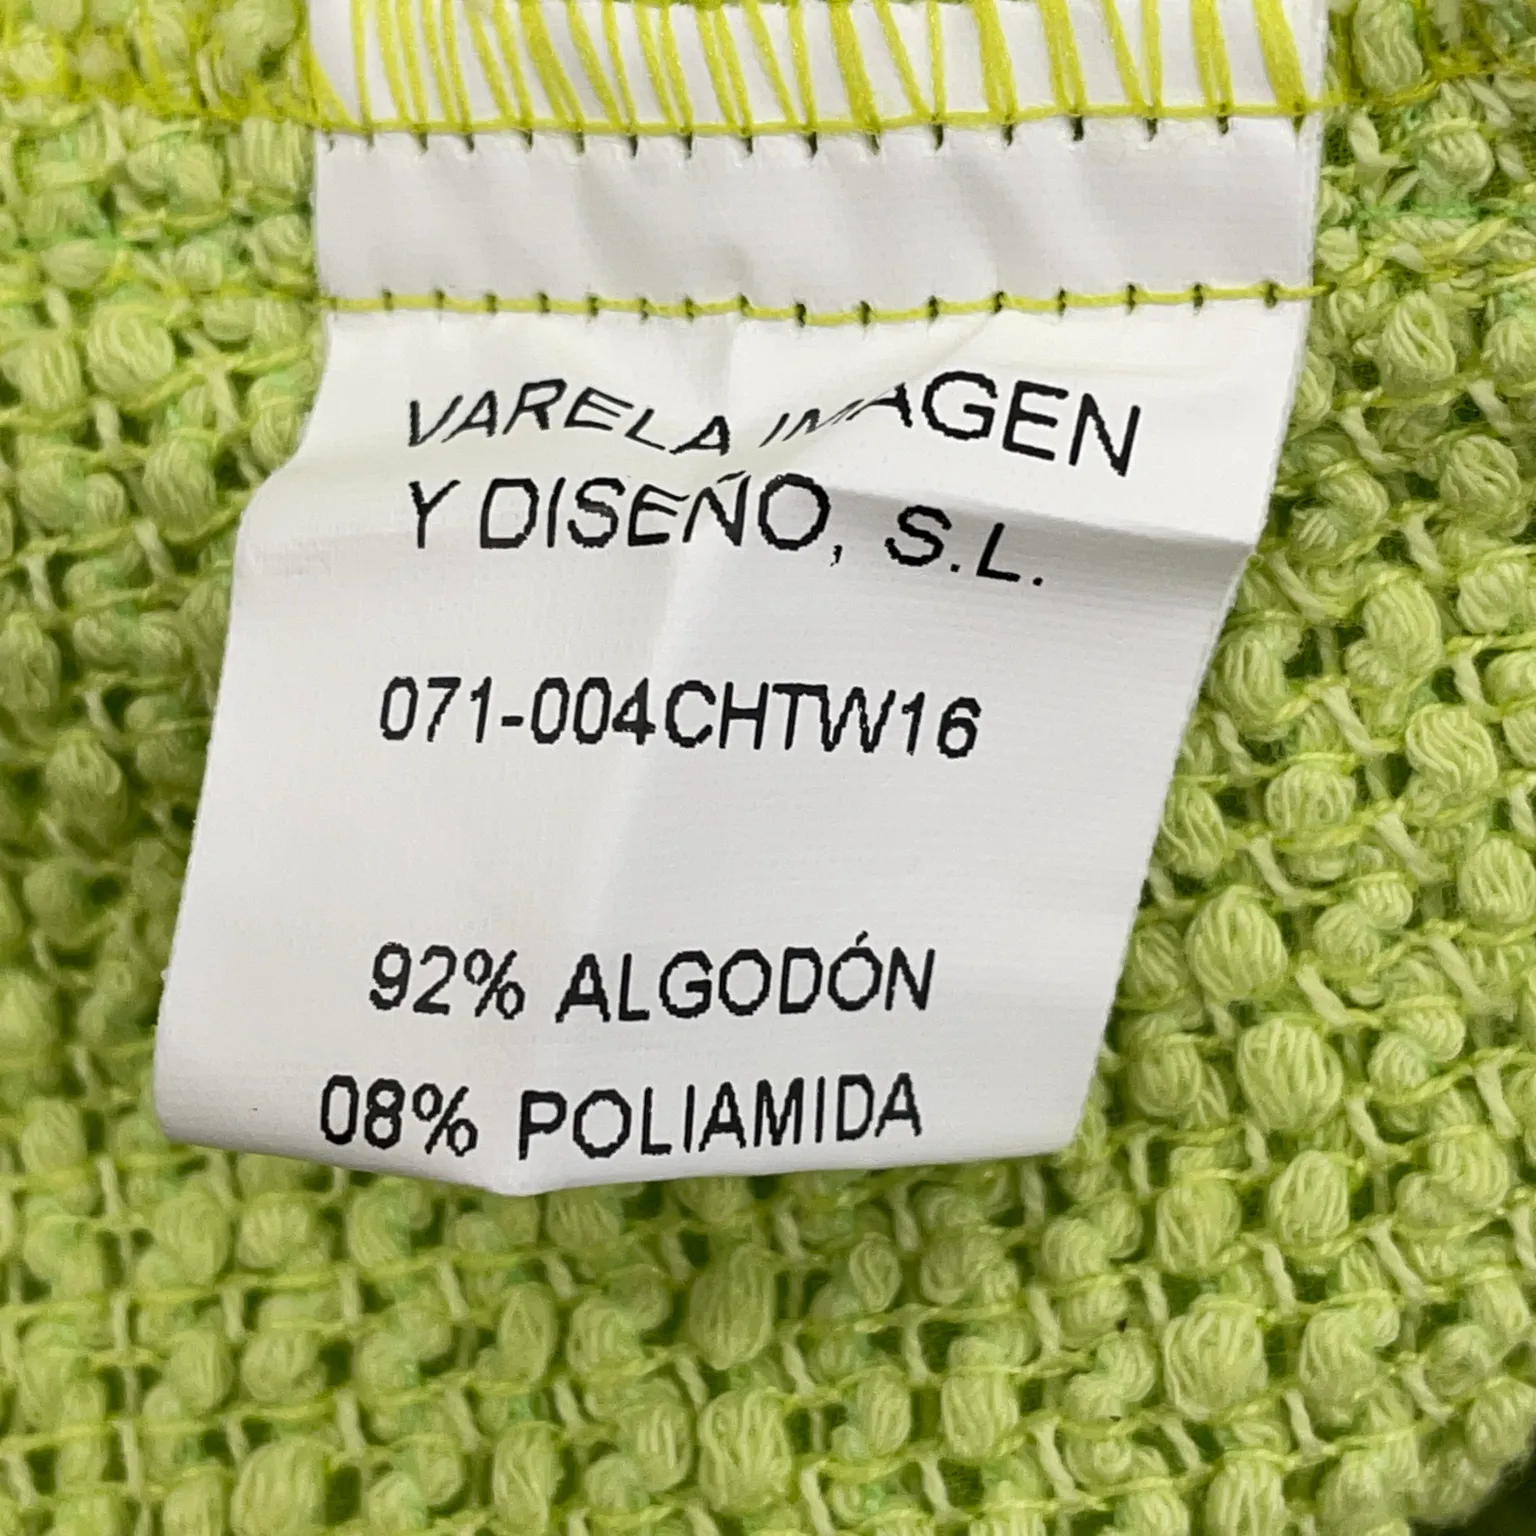 VARELA IMAGEN
Y DISEÑO, S.L.
071-004CHTW16
92% ALGODÓN
08% POLIAMIDA